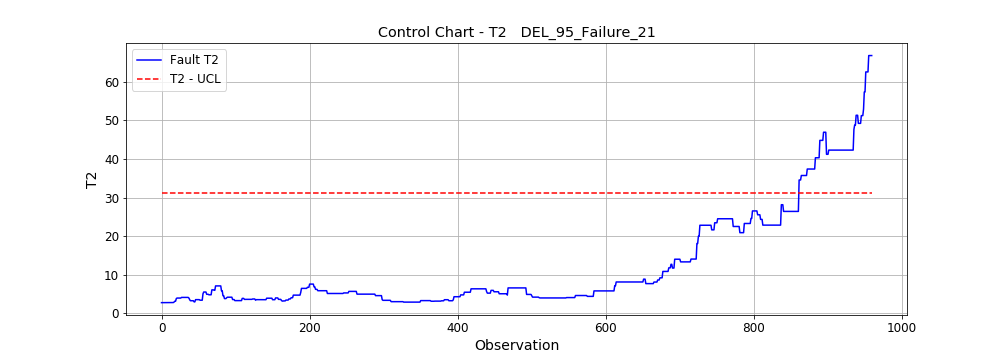 Control Chart - T2   DEL_95_Failure_21
Fault T2
T2 - UCL
60
50
40
30
20
10
0
T2
0 200 400 600 800 1000
Observation